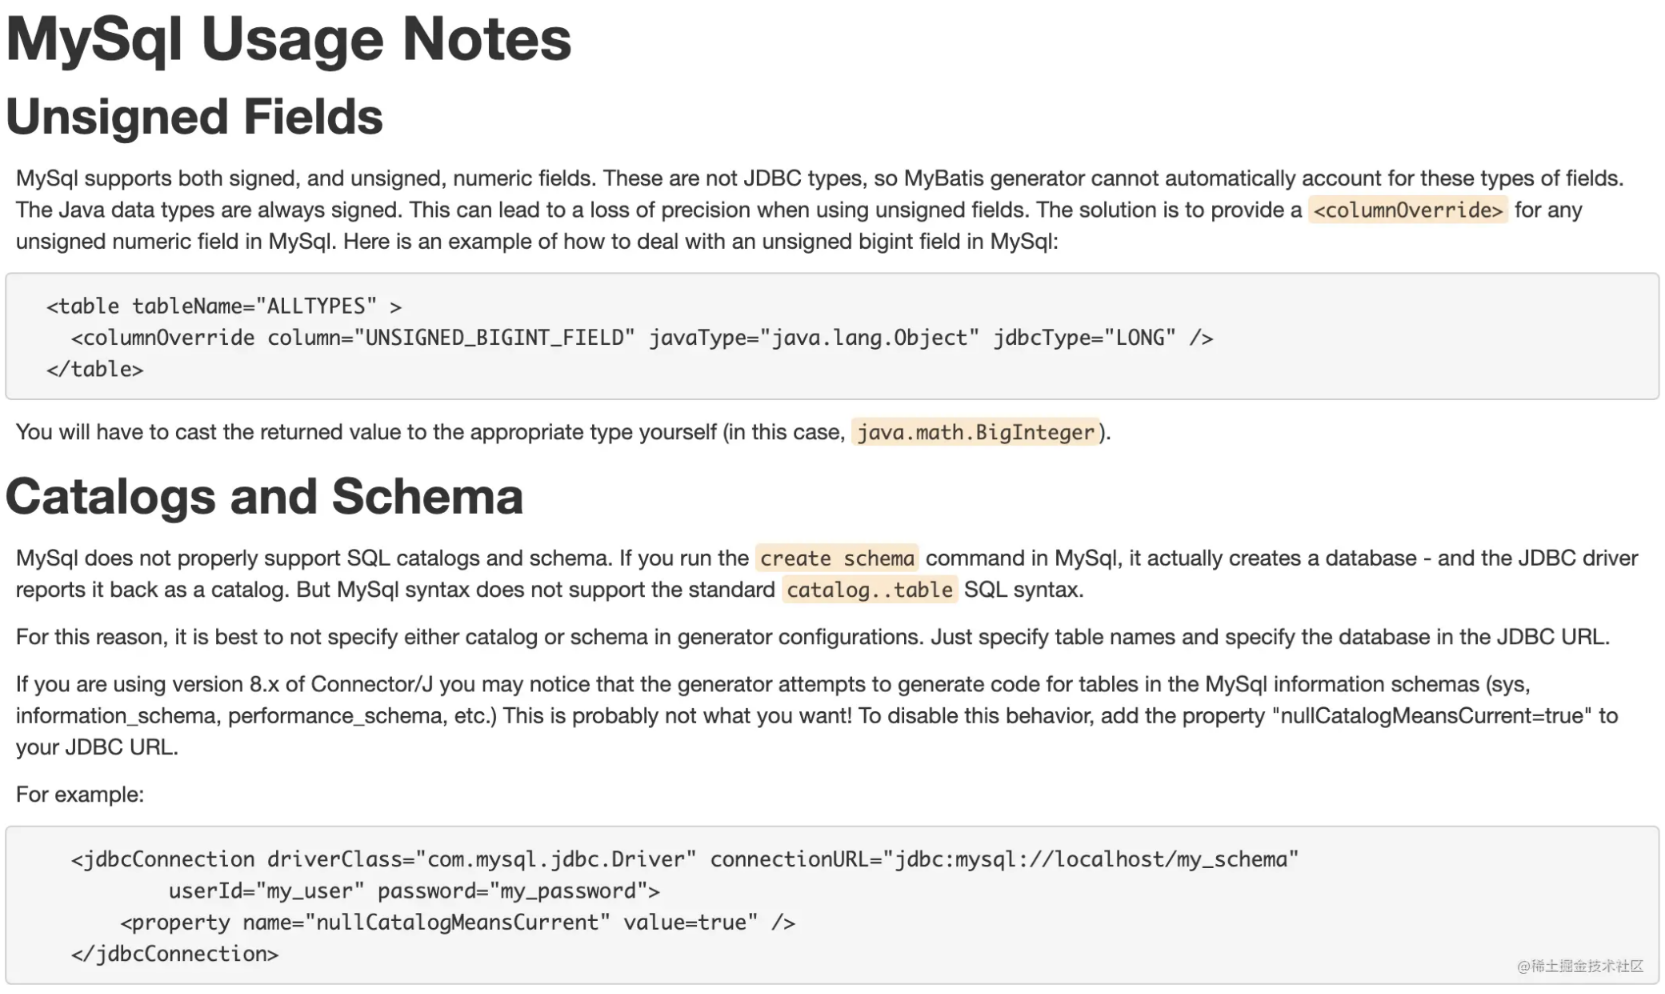 MySql Usage Notes
Unsigned Fields
MySql supports both signed, and unsigned, numeric fields. These are not JDBC types, so MyBatis generator cannot automatically account for these types of fields.
The Java data types are always signed. This can lead to a loss of precision when using unsigned fields. The solution is to provide a <columnOverride> for any
unsigned numeric field in MySql. Here is an example of how to deal with an unsigned bigint field in MySql:
<table tableName="ALLTYPES" >
<columnOverride column="UNSIGNED_BIGINT_FIELD" javaType="java.lang.Object" jdbcType="LONG" />
</table>
You will have to cast the returned value to the appropriate type yourself (in this case, java.math.BigInteger).
Catalogs and Schema
MySql does not properly support SQL catalogs and schema. If you run the create schema command in MySql, it actually creates a database - and the JDBC driver
reports it back as a catalog. But MySql syntax does not support the standard catalog..table SQL syntax.
For this reason, it is best to not specify either catalog or schema in generator configurations. Just specify table names and specify the database in the JDBC URL.
If you are using version 8.x of Connector/J you may notice that the generator attempts to generate code for tables in the MySql information schemas (sys,
information_schema, performance_schema, etc.) This is probably not what you want! To disable this behavior, add the property "nullCatalogMeansCurrent=true" to
your JDBC URL.
For example:
<jdbcConnection driverClass="com.mysql.jdbc.Driver" connectionURL="jdbc:mysql://localhost/my_schema"
userId="my_user" password="my_password">
<property name="nullCatalogMeansCurrent" value=true" />
</jdbcConnection>
@稀土掘金技术社区